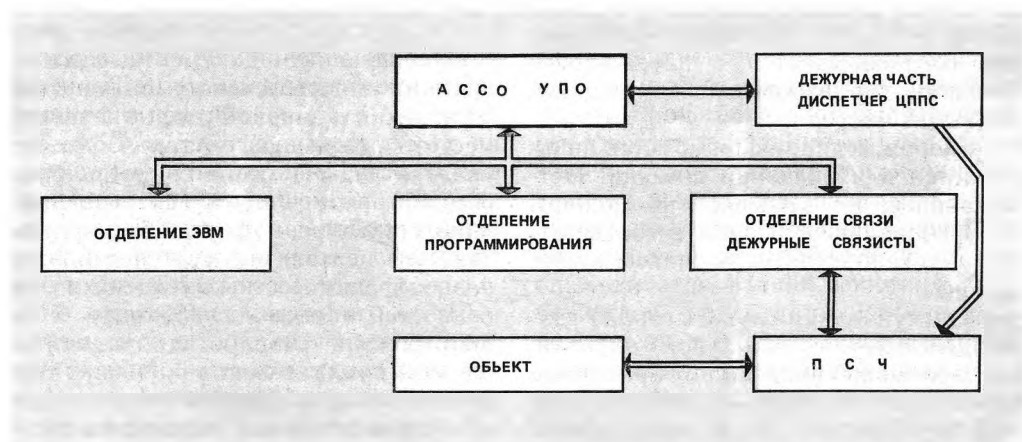 А С С О У П О
ДЕЖУРНАЯ ЧАСТЬ
ДИСПЕТЧЕР ЦППС
ОТДЕЛЕНИЕ ЭВМ
ОТДЕЛЕНИЕ
ПРОГРАММИРОВАНИЯ
ОТДЕЛЕНИЕ СВЯЗИ
ДЕЖУРНЫЕ СВЯЗИСТЫ
ОБЬЕКТ
П С Ч